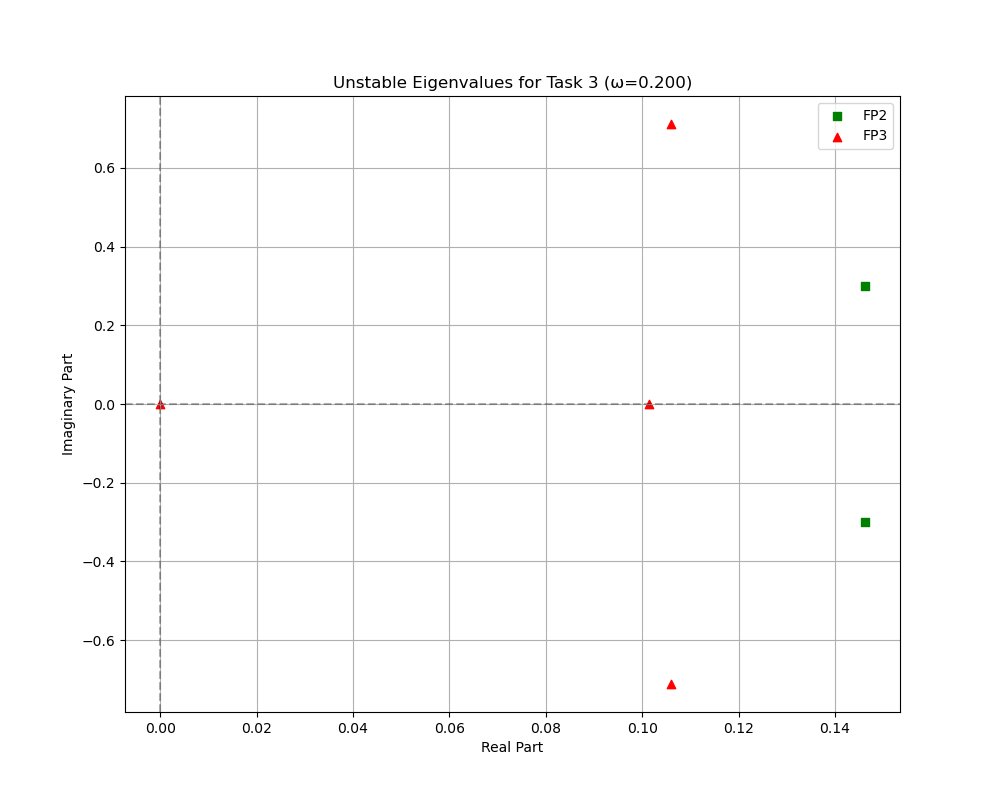 Unstable Eigenvalues for Task 3 (ω=0.200)
FP2
FP3
0.6
0.4
0.2
0.0
−0.2
−0.4
−0.6
Imaginary Part
0.00 0.02 0.04 0.06 0.08 0.10 0.12 0.14
Real Part